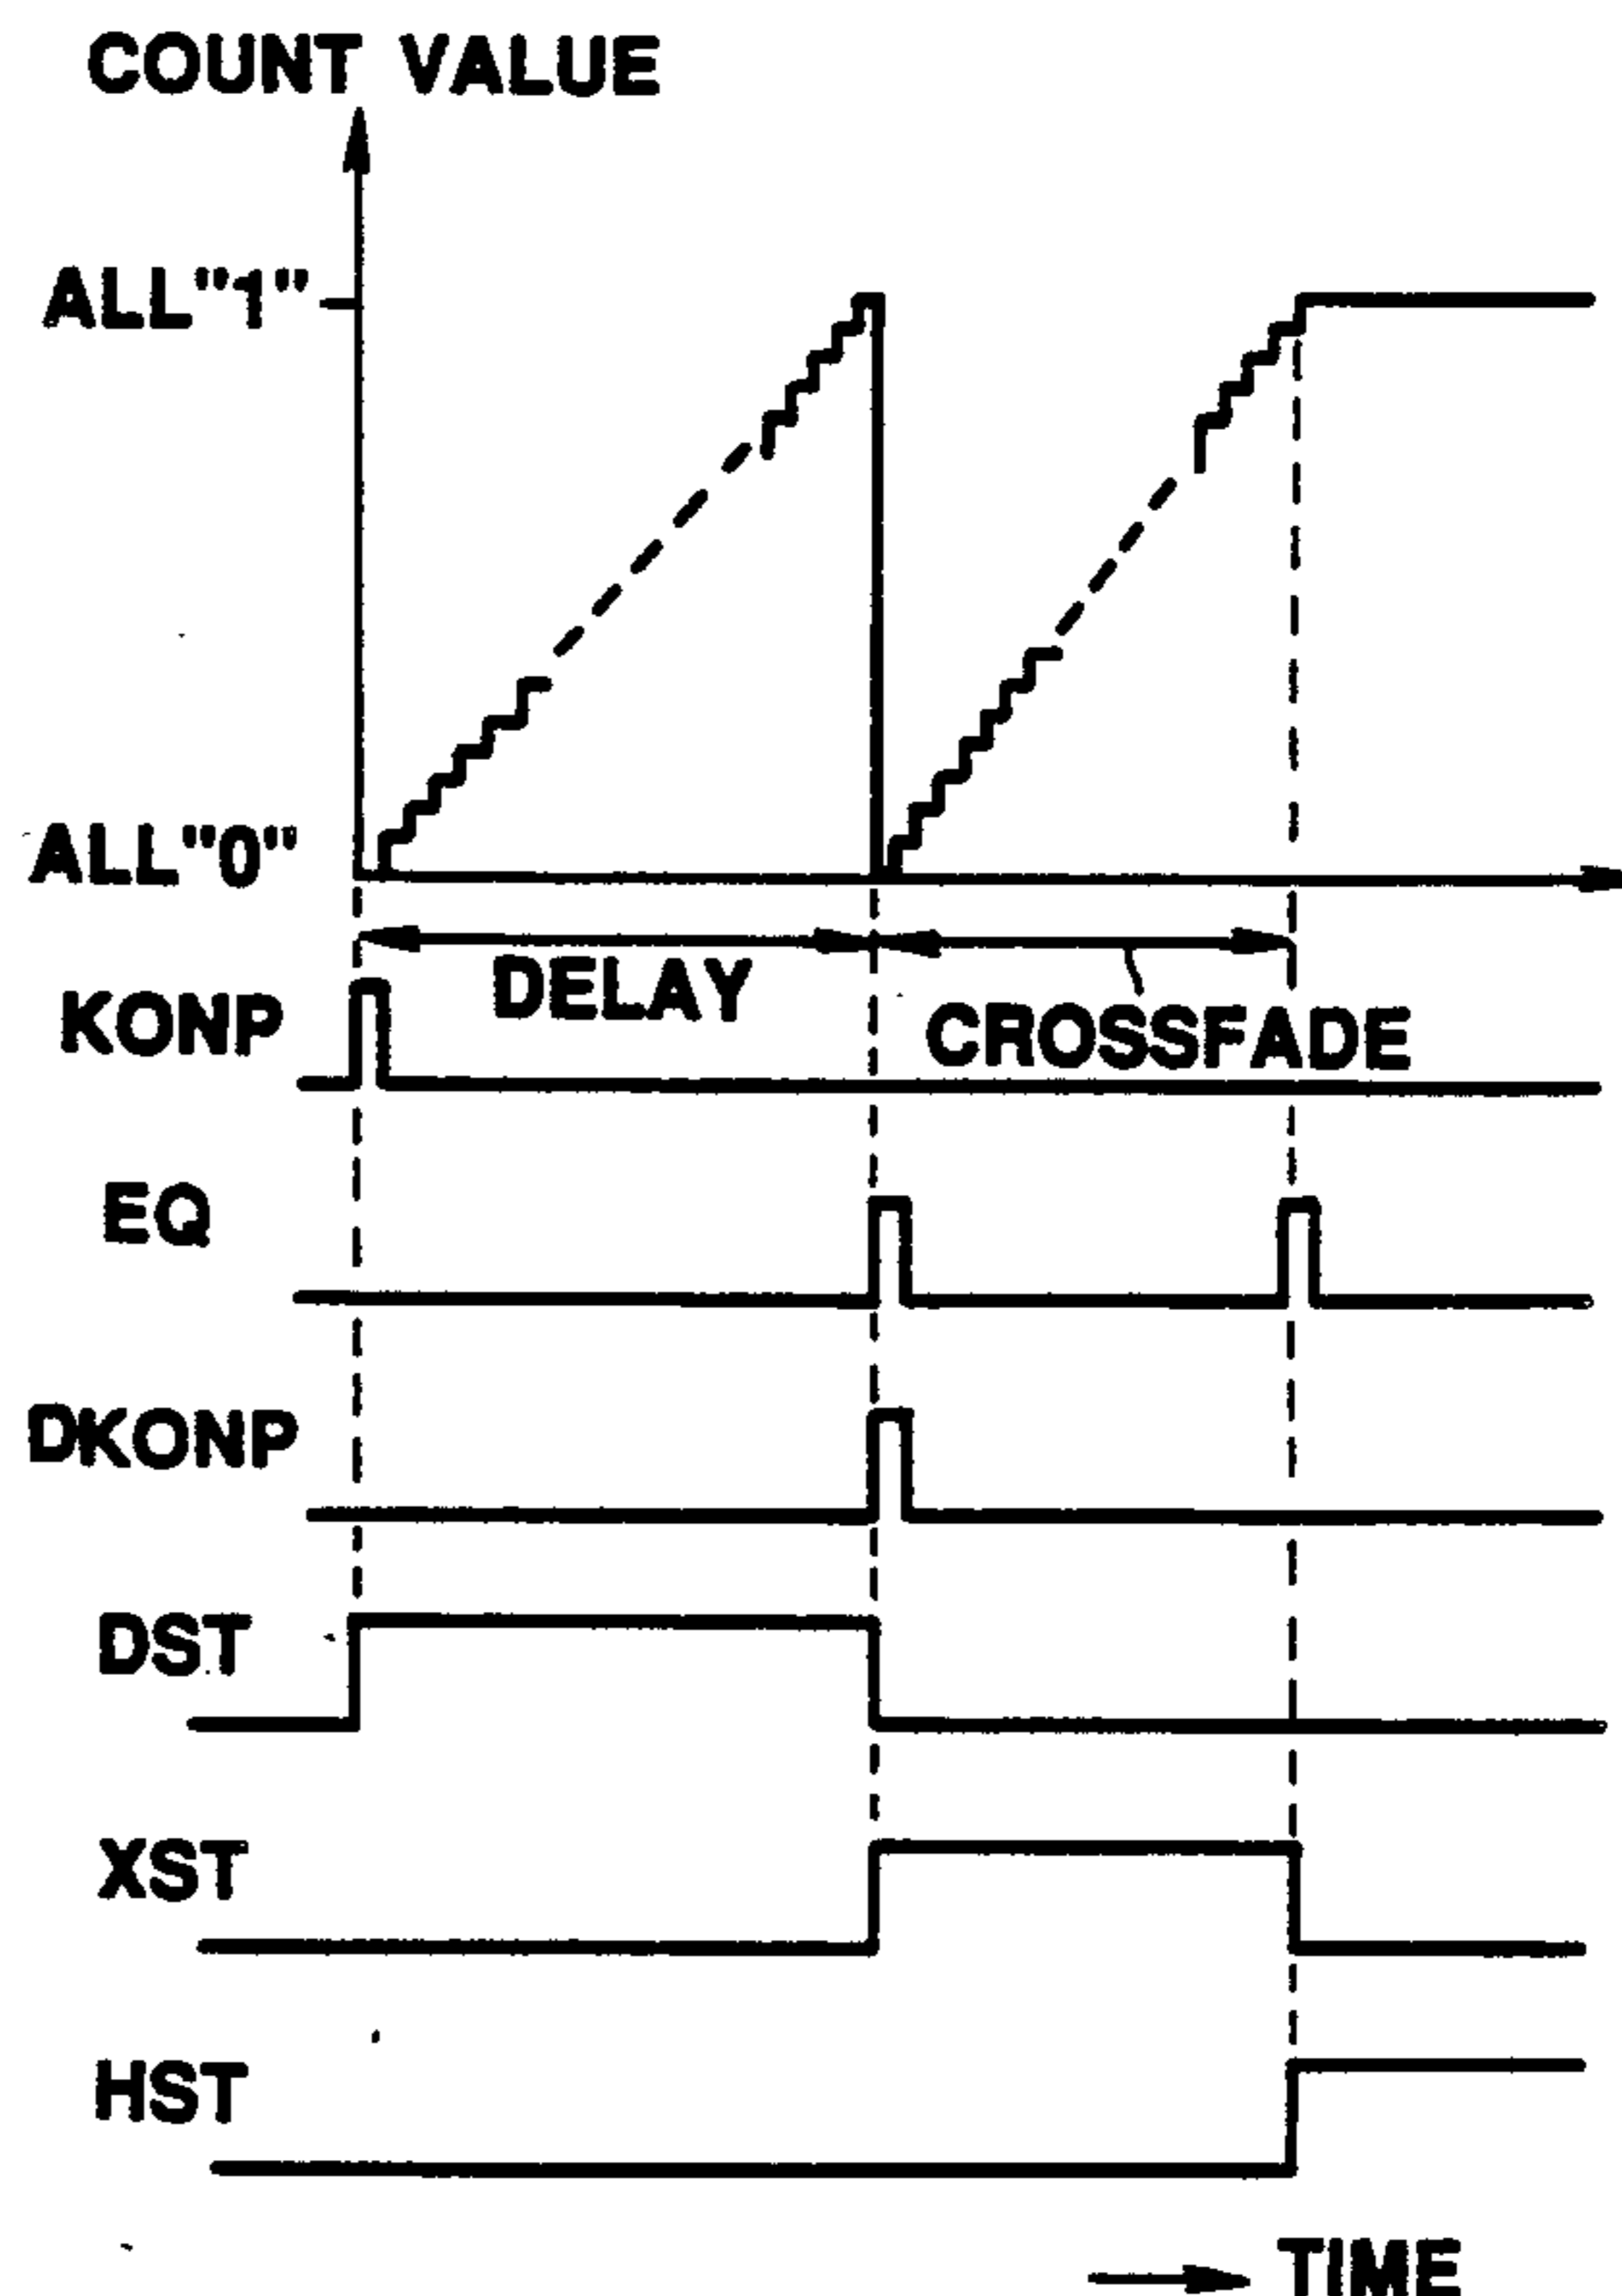 COUNT VALUE
ALL"1"
ALL"0"
DELAY
KONP
CROSSFADE
EQ
DKONP
DST
XST
HST
TIME